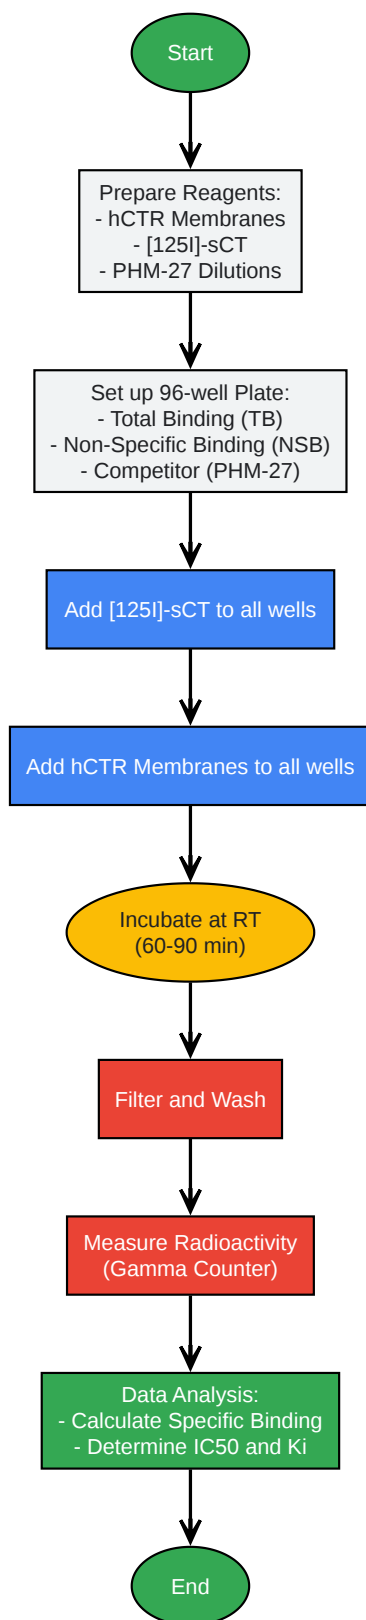 Start
Prepare Reagents:
- hCTR Membranes
- [125I]-sCT
- PHM-27 Dilutions
Set up 96-well Plate:
- Total Binding (TB)
- Non-Specific Binding (NSB)
- Competitor (PHM-27)
Add [125I]-sCT to all wells
Add hCTR Membranes to all wells
Incubate at RT
(60-90 min)
Filter and Wash
Measure Radioactivity
(Gamma Counter)
Data Analysis:
- Calculate Specific Binding
- Determine IC50 and Ki
End